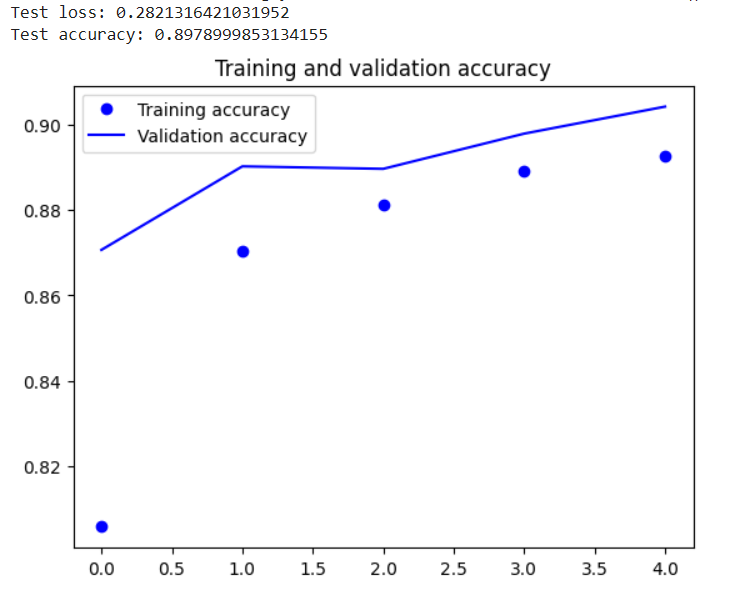 Test loss: 0.2821316421031952
Test accuracy: 0.8978999853134155
Training and validation accuracy
Training accuracy
Validation accuracy
0.90
0.88
0.86
0.84
0.82
0.0 0.5 1.0 1.5 2.0 2.5 3.0 3.5 4.0